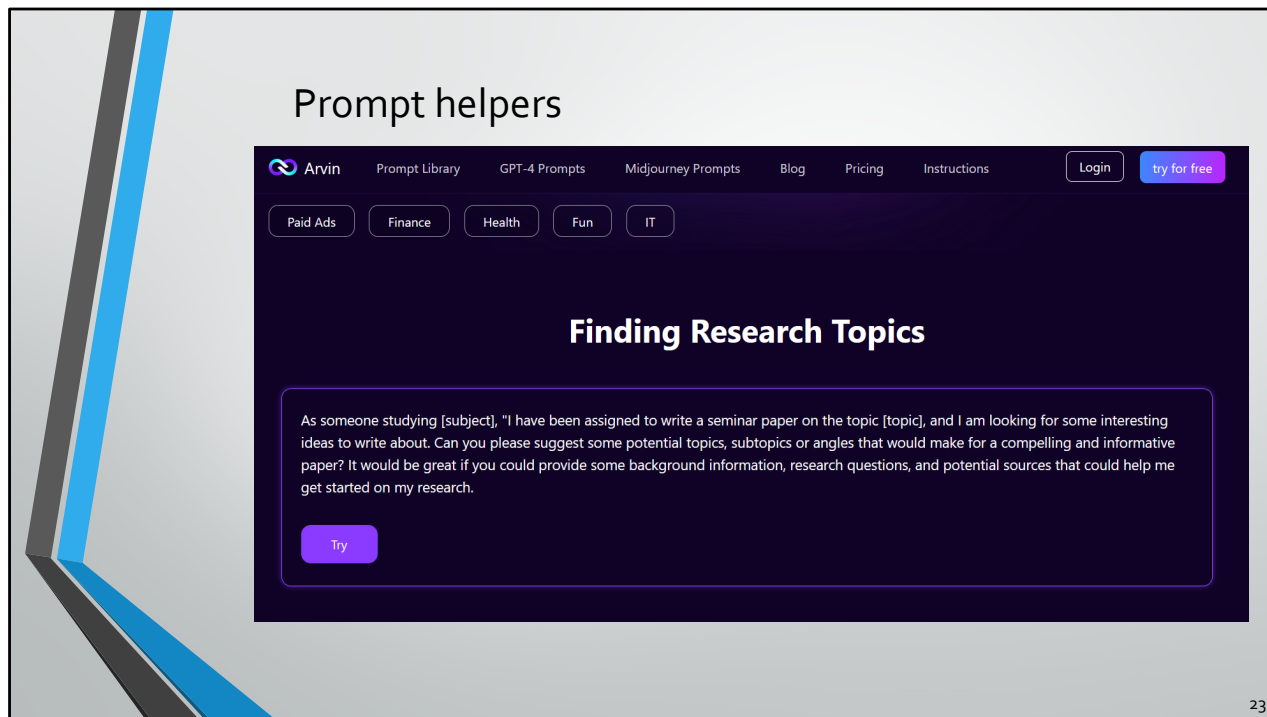 Prompt helpers
Arvin Prompt Library GPT-4 Prompts Midjourney Prompts Blog Pricing Instructions Login try for free
Paid Ads Finance Health Fun IT
Finding Research Topics
As someone studying [subject], "I have been assigned to write a seminar paper on the topic [topic], and I am looking for some interesting
ideas to write about. Can you please suggest some potential topics, subtopics or angles that would make for a compelling and informative
paper? It would be great if you could provide some background information, research questions, and potential sources that could help me
get started on my research.
Try
23